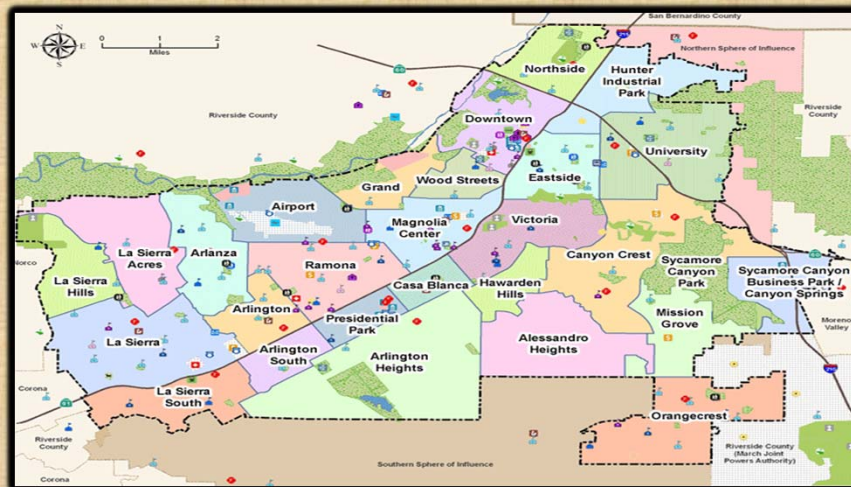 San Bernardino County
N
W E
S
0 1 2
Miles
Northern Sphere of Influence
Northside
Hunter
Industrial
Park
Riverside County
Riverside
County
Downtown
University
Eastside
Wood Streets
Grand
Airport
Magnolia
Center
Victoria
La Sierra
Acres
Arlanza
Ramona
Canyon Crest
Sycamore
Canyon
Park
Sycamore Canyon
Business Park /
Canyon Springs
Norco
La Sierra
Hills
Casa Blanca
Hawarden
Hills
Arlington
Presidential
Park
Mission
Grove
Moreno
Valley
La Sierra
Arlington
South
Arlington
Heights
Alessandro
Heights
Corona
La Sierra
South
Orangecrest
Riverside
County
Riverside County
(March Joint
Powers Authority)
Southern Sphere of Influence
Corona